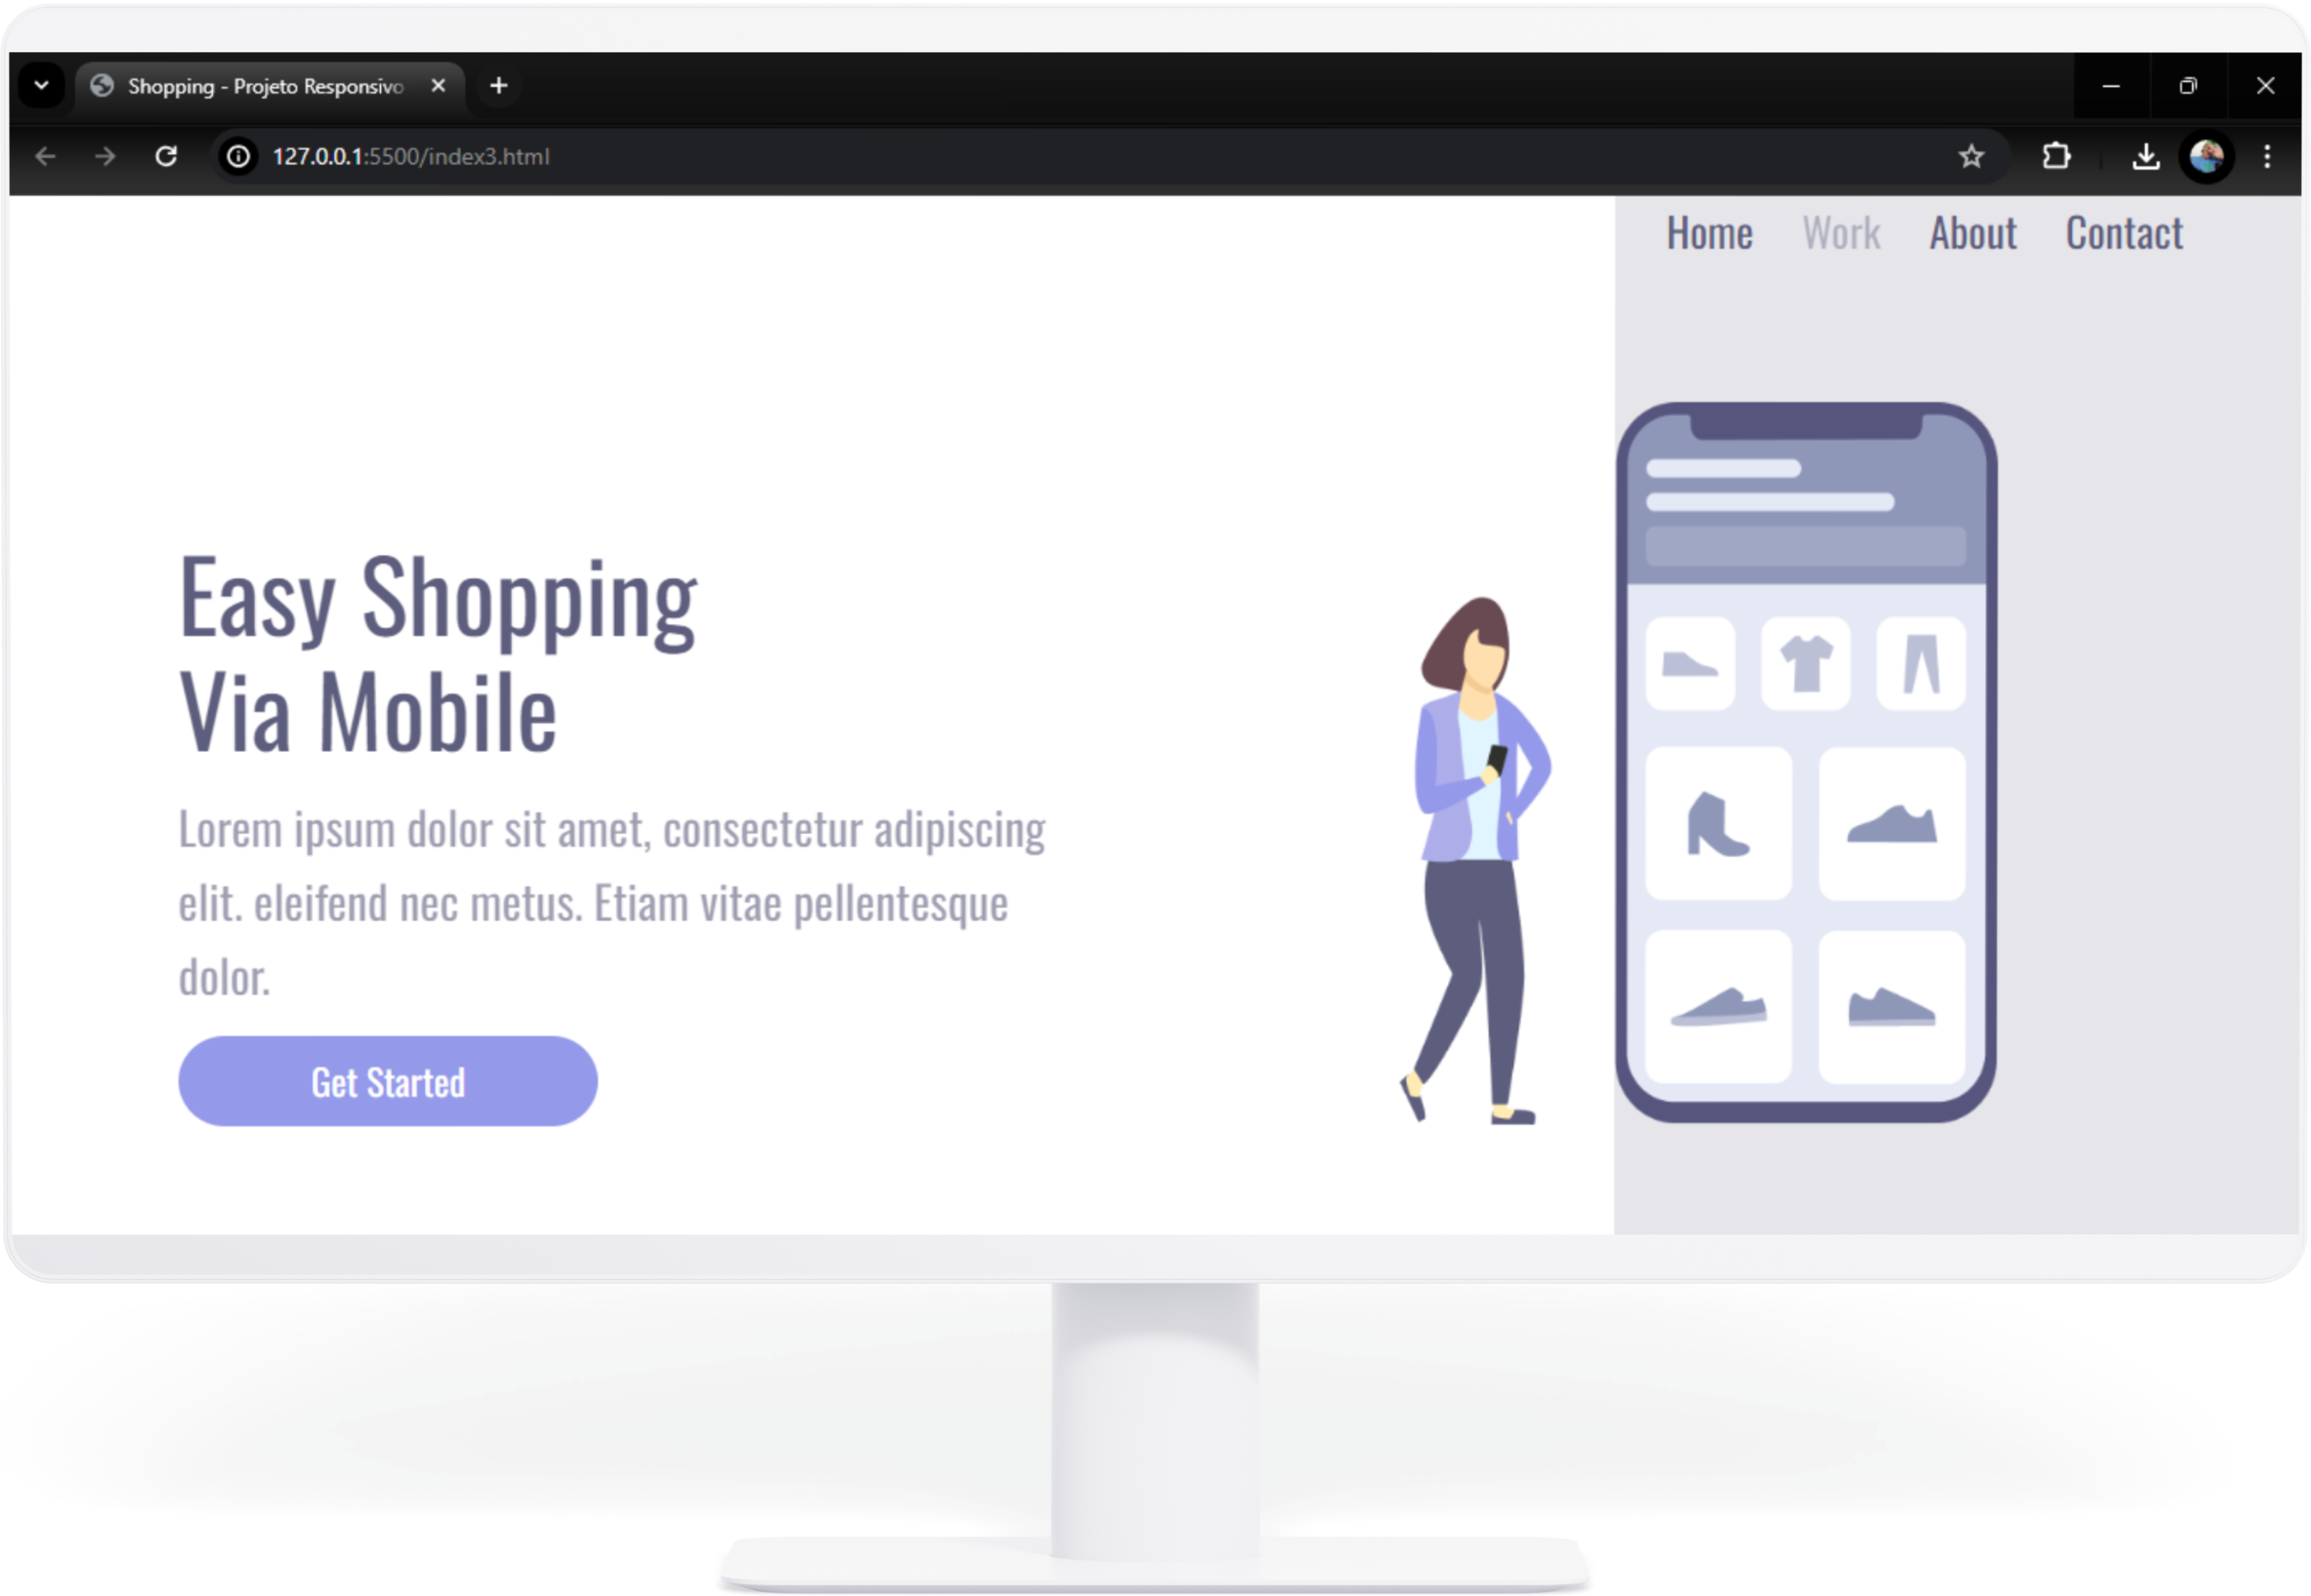 Shopping - Projeto Responsivo
127.0.0.1:5500/index3.html
Home Work About Contact
Easy Shopping
Via Mobile
Lorem ipsum dolor sit amet, consectetur adipiscing
elit. eleifend nec metus. Etiam vitae pellentesque
dolor.
Get Started